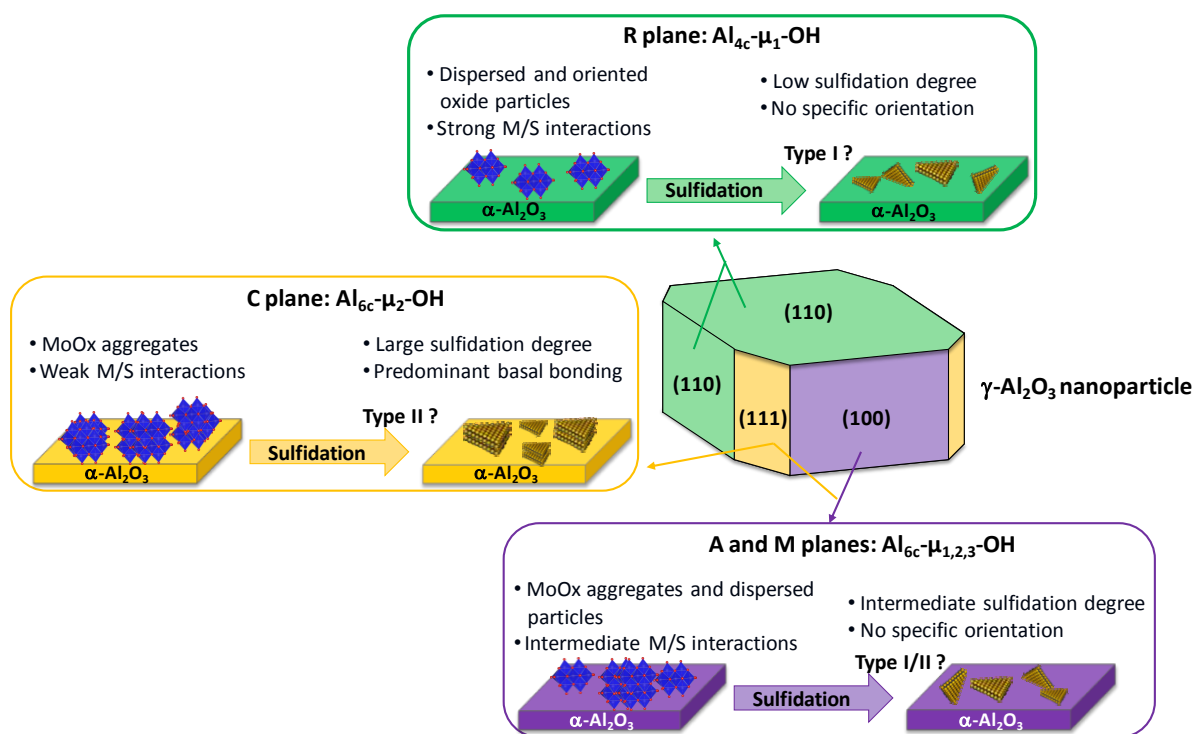 R plane: Al4c-μ1-OH
• Dispersed and oriented
oxide particles
• Strong M/S interactions
• Low sulfidation degree
• No specific orientation
Type I ?
Sulfidation
α-Al2O3
α-Al2O3
C plane: Al6c-μ2-OH
• MoOx aggregates
• Weak M/S interactions
• Large sulfidation degree
• Predominant basal bonding
Type II ?
Sulfidation
α-Al2O3
α-Al2O3
(110)
(110)
(111)
(100)
γ-Al2O3 nanoparticle
A and M planes: Al6c-μ1,2,3-OH
• MoOx aggregates and dispersed
particles
• Intermediate M/S interactions
• Intermediate sulfidation degree
• No specific orientation
Type I/II ?
Sulfidation
α-Al2O3
α-Al2O3